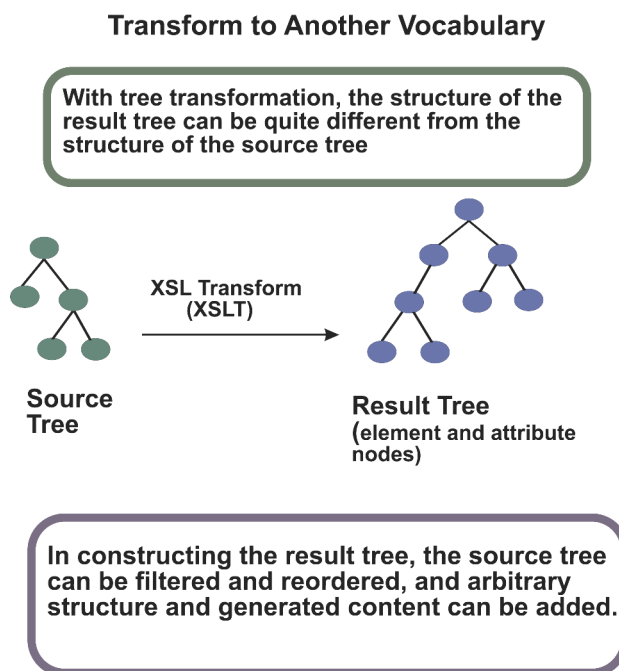 Transform to Another Vocabulary
With tree transformation, the structure of the
result tree can be quite different from the
structure of the source tree
XSL Transform
(XSLT)
Source
Tree
Result Tree
(element and attribute
nodes)
In constructing the result tree, the source tree
can be filtered and reordered, and arbitrary
structure and generated content can be added.